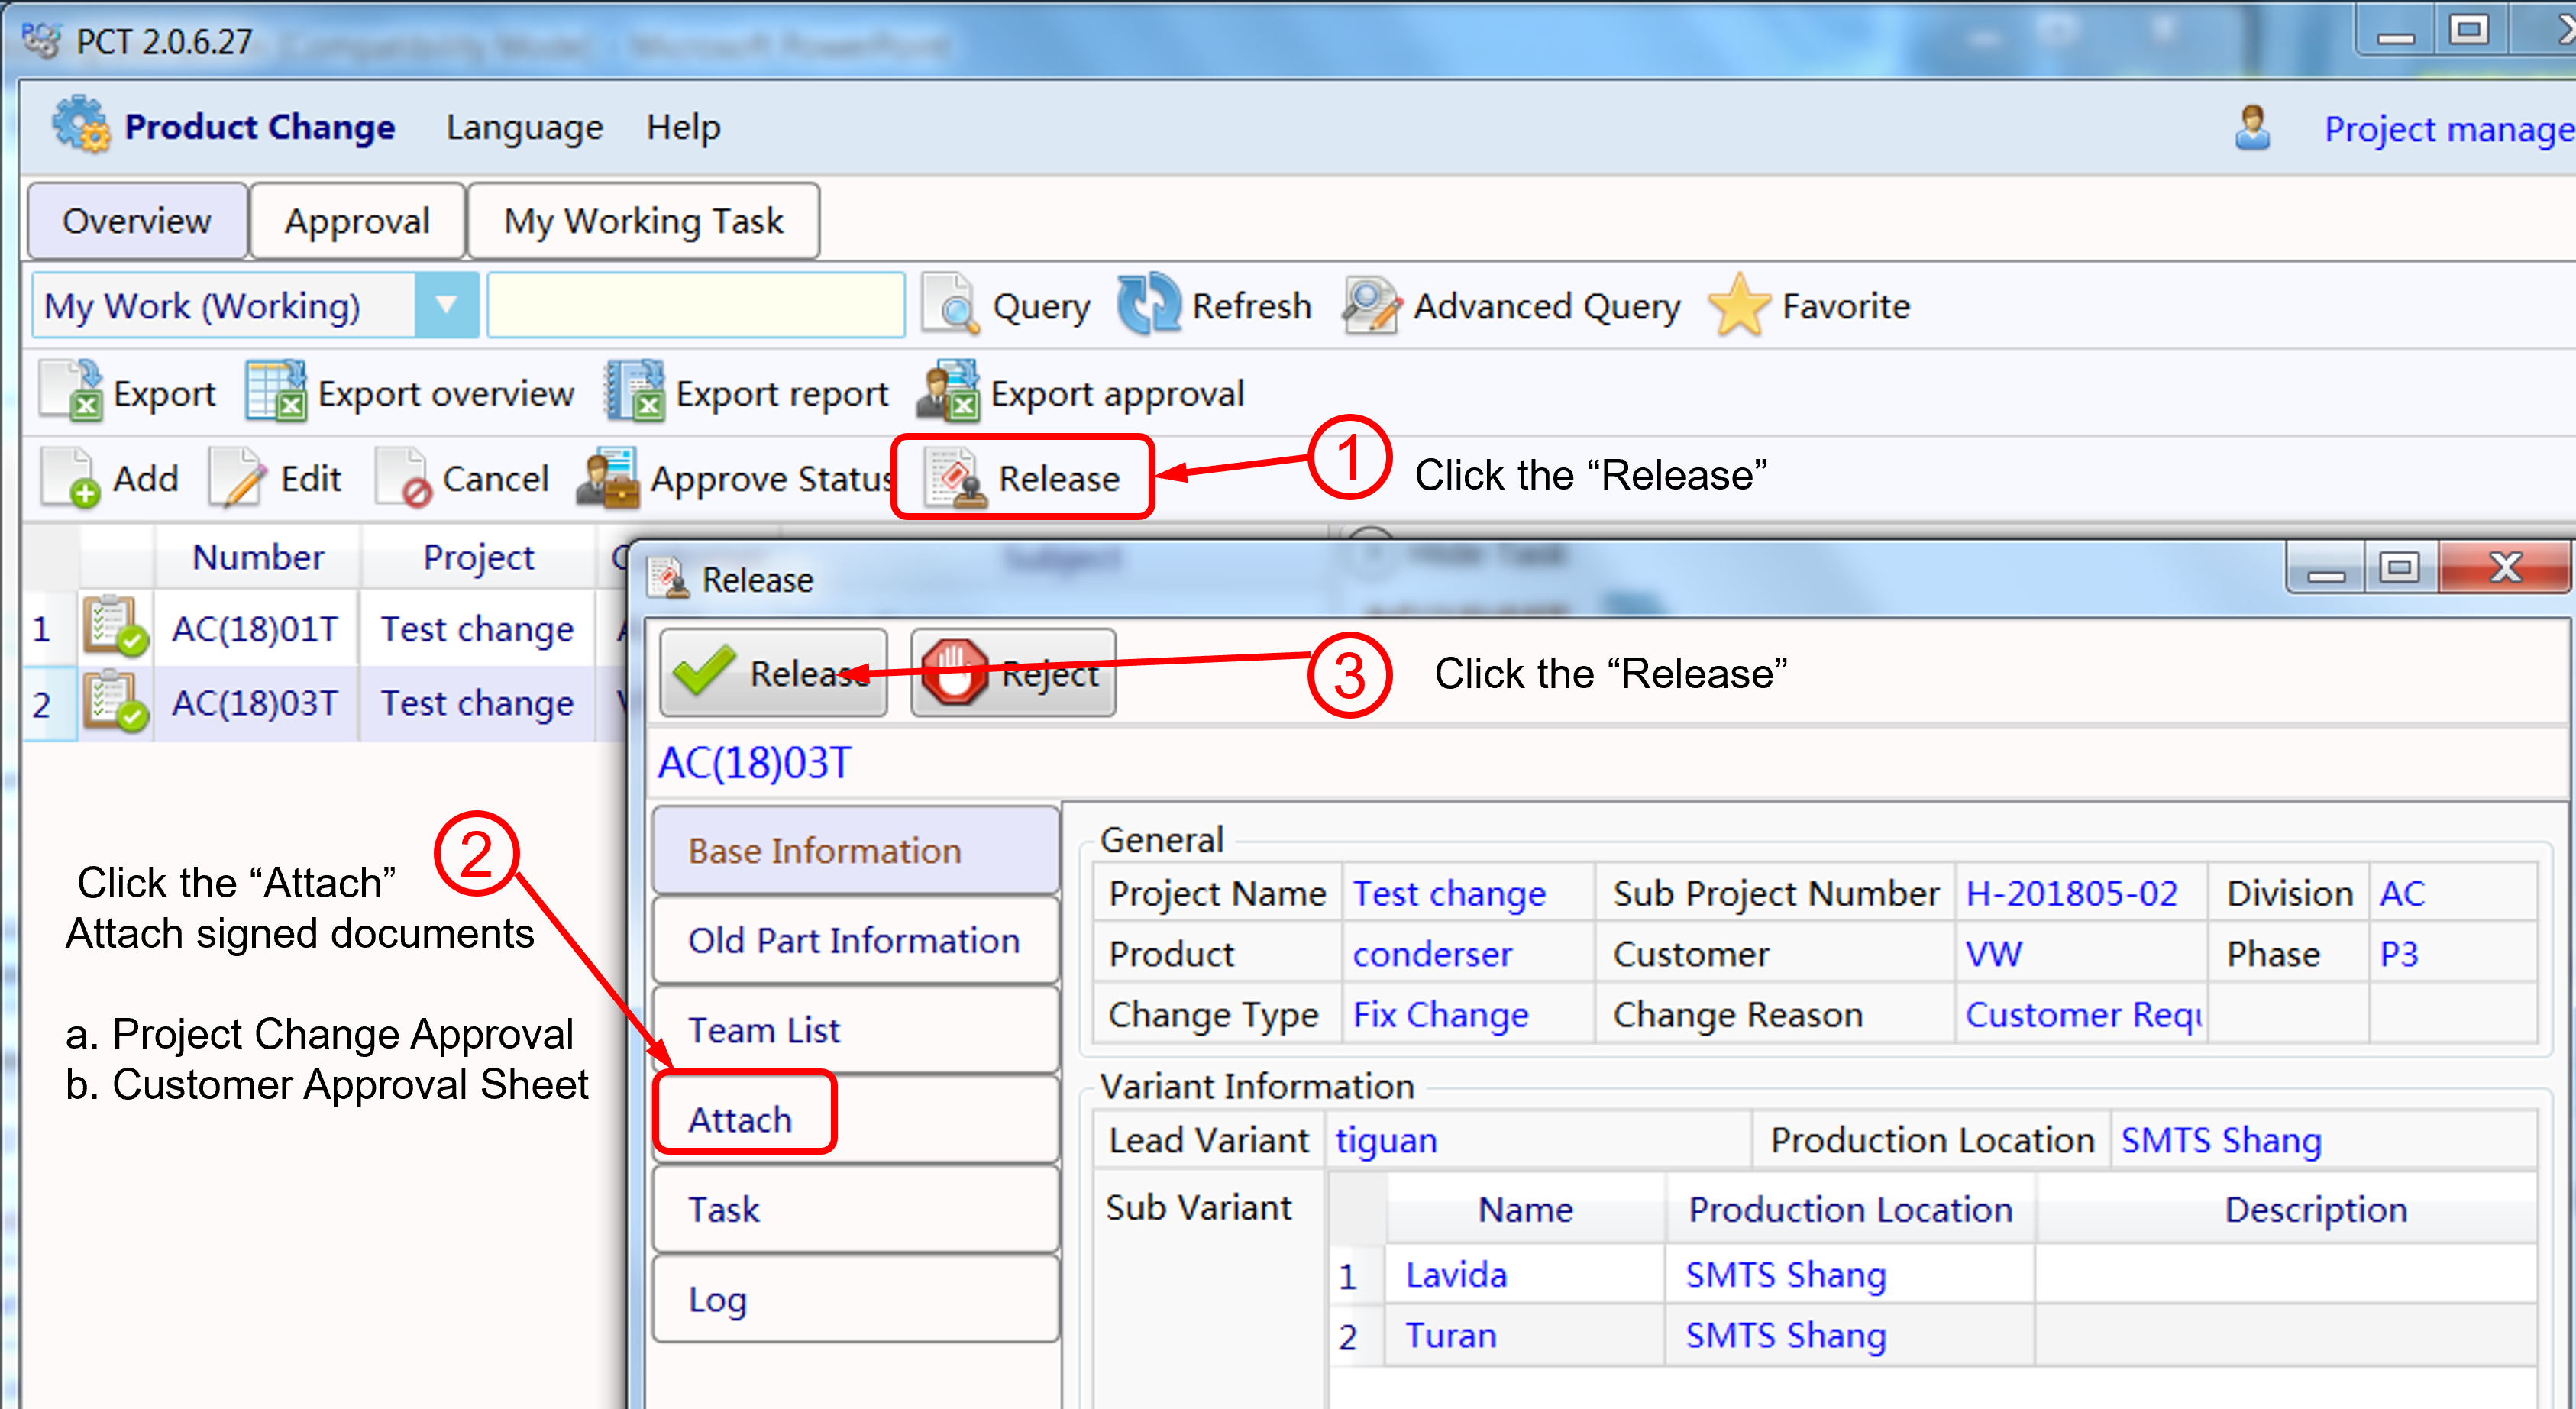 PCT 2.0.6.27
Product Change Language Help Project manage
Overview Approval My Working Task
My Work (Working) Query Refresh Advanced Query Favorite
Export Export overview Export report Export approval
Add Edit Cancel Approve Status Release 1 Click the “Release”
Number Project Subject Hide Task
Release
1 AC(18)01T Test change
Release Reject 3 Click the “Release”
2 AC(18)03T Test change
AC(18)03T
2
Click the “Attach”
Attach signed documents
a. Project Change Approval
b. Customer Approval Sheet
Base Information
Old Part Information
Team List
Attach
Task
Log
General
Project Name Test change Sub Project Number H-201805-02 Division AC
Product conderser Customer VW Phase P3
Change Type Fix Change Change Reason Customer Requ
Variant Information
Lead Variant tiguan Production Location SMTS Shang
Sub Variant Name Production Location Description
1 Lavida SMTS Shang
2 Turan SMTS Shang